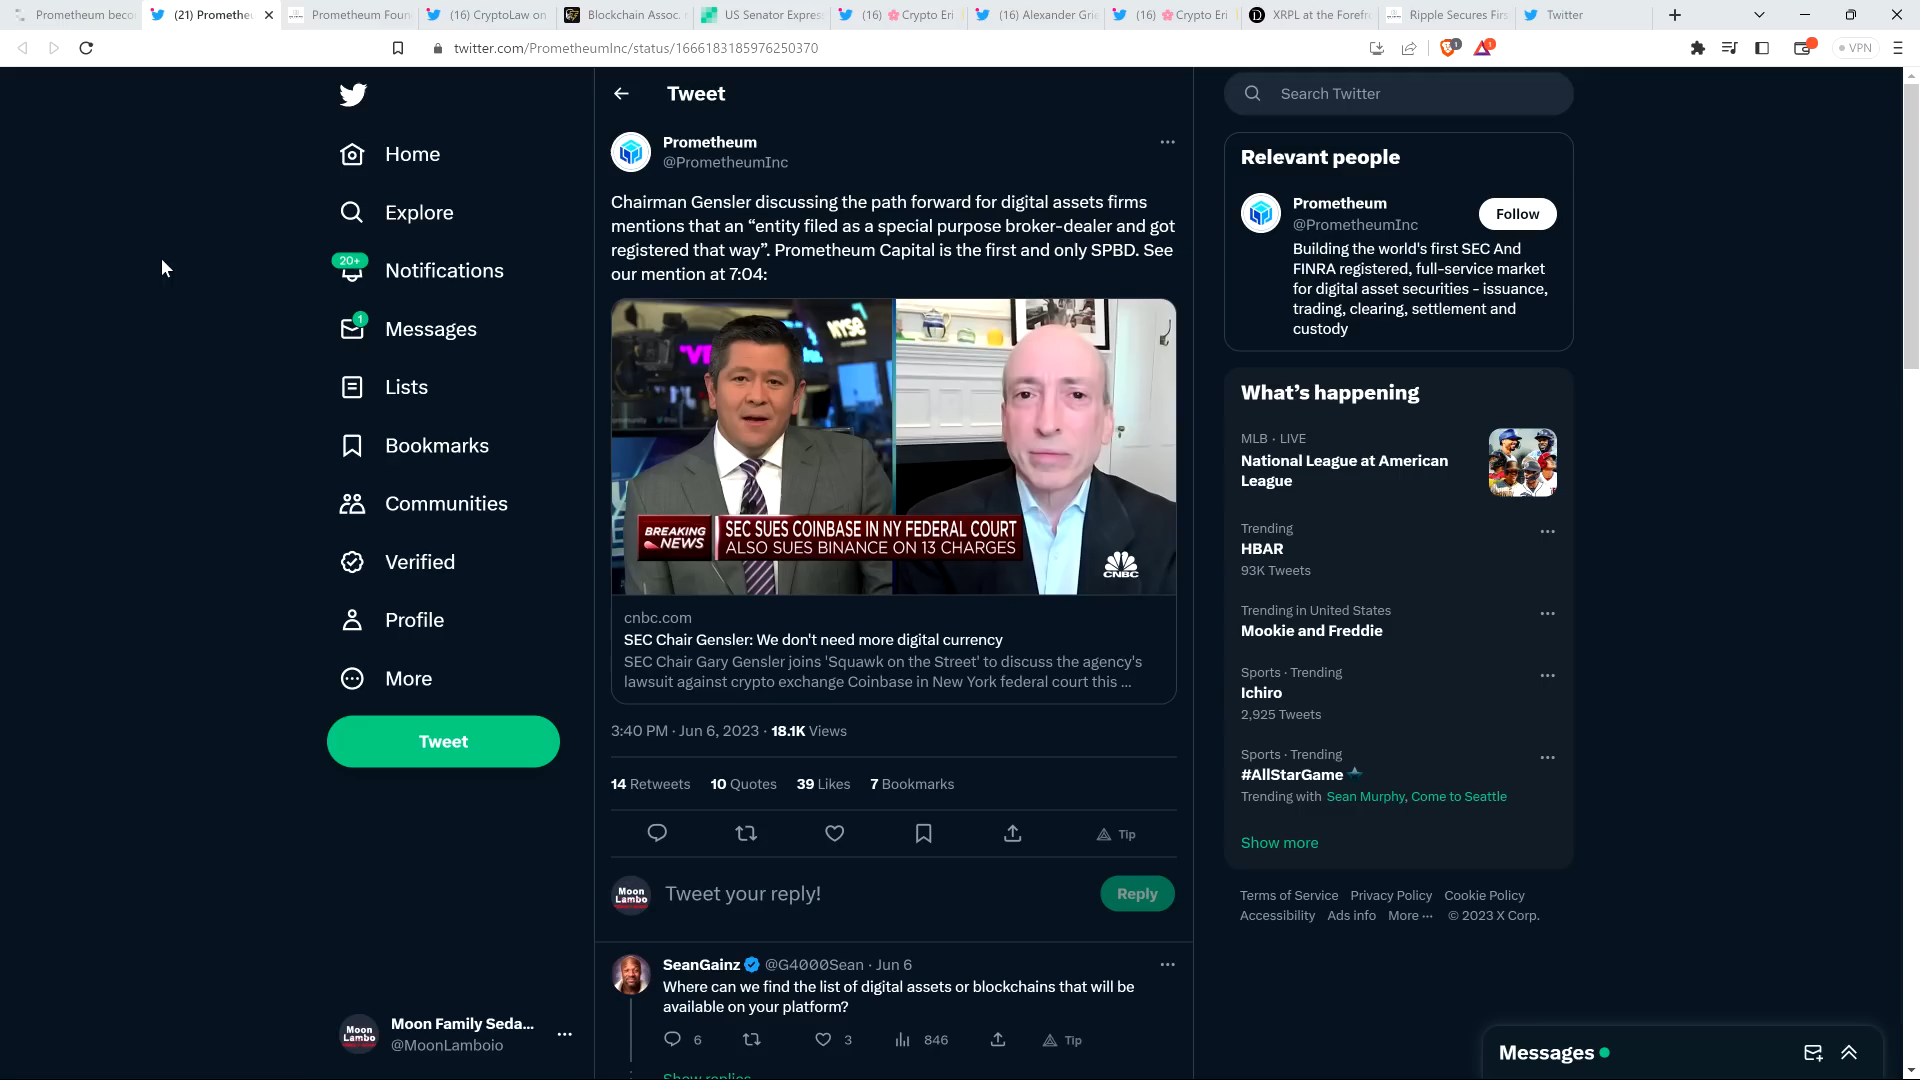 Prometheum beco
(21) Prometheu
Prometheum Foun
(16) CryptoLaw on
Blockchain Assoc.
US Senator Express
(16) 🌸 Crypto Eri
(16) Alexander Grie
(16) 🌸 Crypto Eri
XRPL at the Forefro
Ripple Secures Firs
Twitter
twitter.com/PrometheumInc/status/1666183185976250370
1
1
VPN
Home
Explore
20+
Notifications
1
Messages
Lists
Bookmarks
Communities
Verified
Profile
More
Tweet
Moon Lambo
Moon Family Seda...
@MoonLamboio
Tweet
Prometheum
@PrometheumInc
Chairman Gensler discussing the path forward for digital assets firms
mentions that an “entity filed as a special purpose broker-dealer and got
registered that way”. Prometheum Capital is the first and only SPBD. See
our mention at 7:04:
NYSE
BREAKING
NEWS
SEC SUES COINBASE IN NY FEDERAL COURT
ALSO SUES BINANCE ON 13 CHARGES
CNBC
cnbc.com
SEC Chair Gensler: We don't need more digital currency
SEC Chair Gary Gensler joins 'Squawk on the Street' to discuss the agency's
lawsuit against crypto exchange Coinbase in New York federal court this ...
3:40 PM · Jun 6, 2023 · 18.1K Views
14 Retweets 10 Quotes 39 Likes 7 Bookmarks
Tip
Moon
Lambo
Tweet your reply!
Reply
SeanGainz @G4000Sean · Jun 6
Where can we find the list of digital assets or blockchains that will be
available on your platform?
6 3 846 Tip
Show replies
Search Twitter
Relevant people
Prometheum
@PrometheumInc
Follow
Building the world's first SEC And
FINRA registered, full-service market
for digital asset securities - issuance,
trading, clearing, settlement and
custody
What’s happening
MLB · LIVE
National League at American
League
Trending
HBAR
93K Tweets
Trending in United States
Mookie and Freddie
Sports · Trending
Ichiro
2,925 Tweets
Sports · Trending
#AllStarGame
Trending with Sean Murphy, Come to Seattle
Show more
Terms of Service Privacy Policy Cookie Policy
Accessibility Ads info More ··· © 2023 X Corp.
Messages